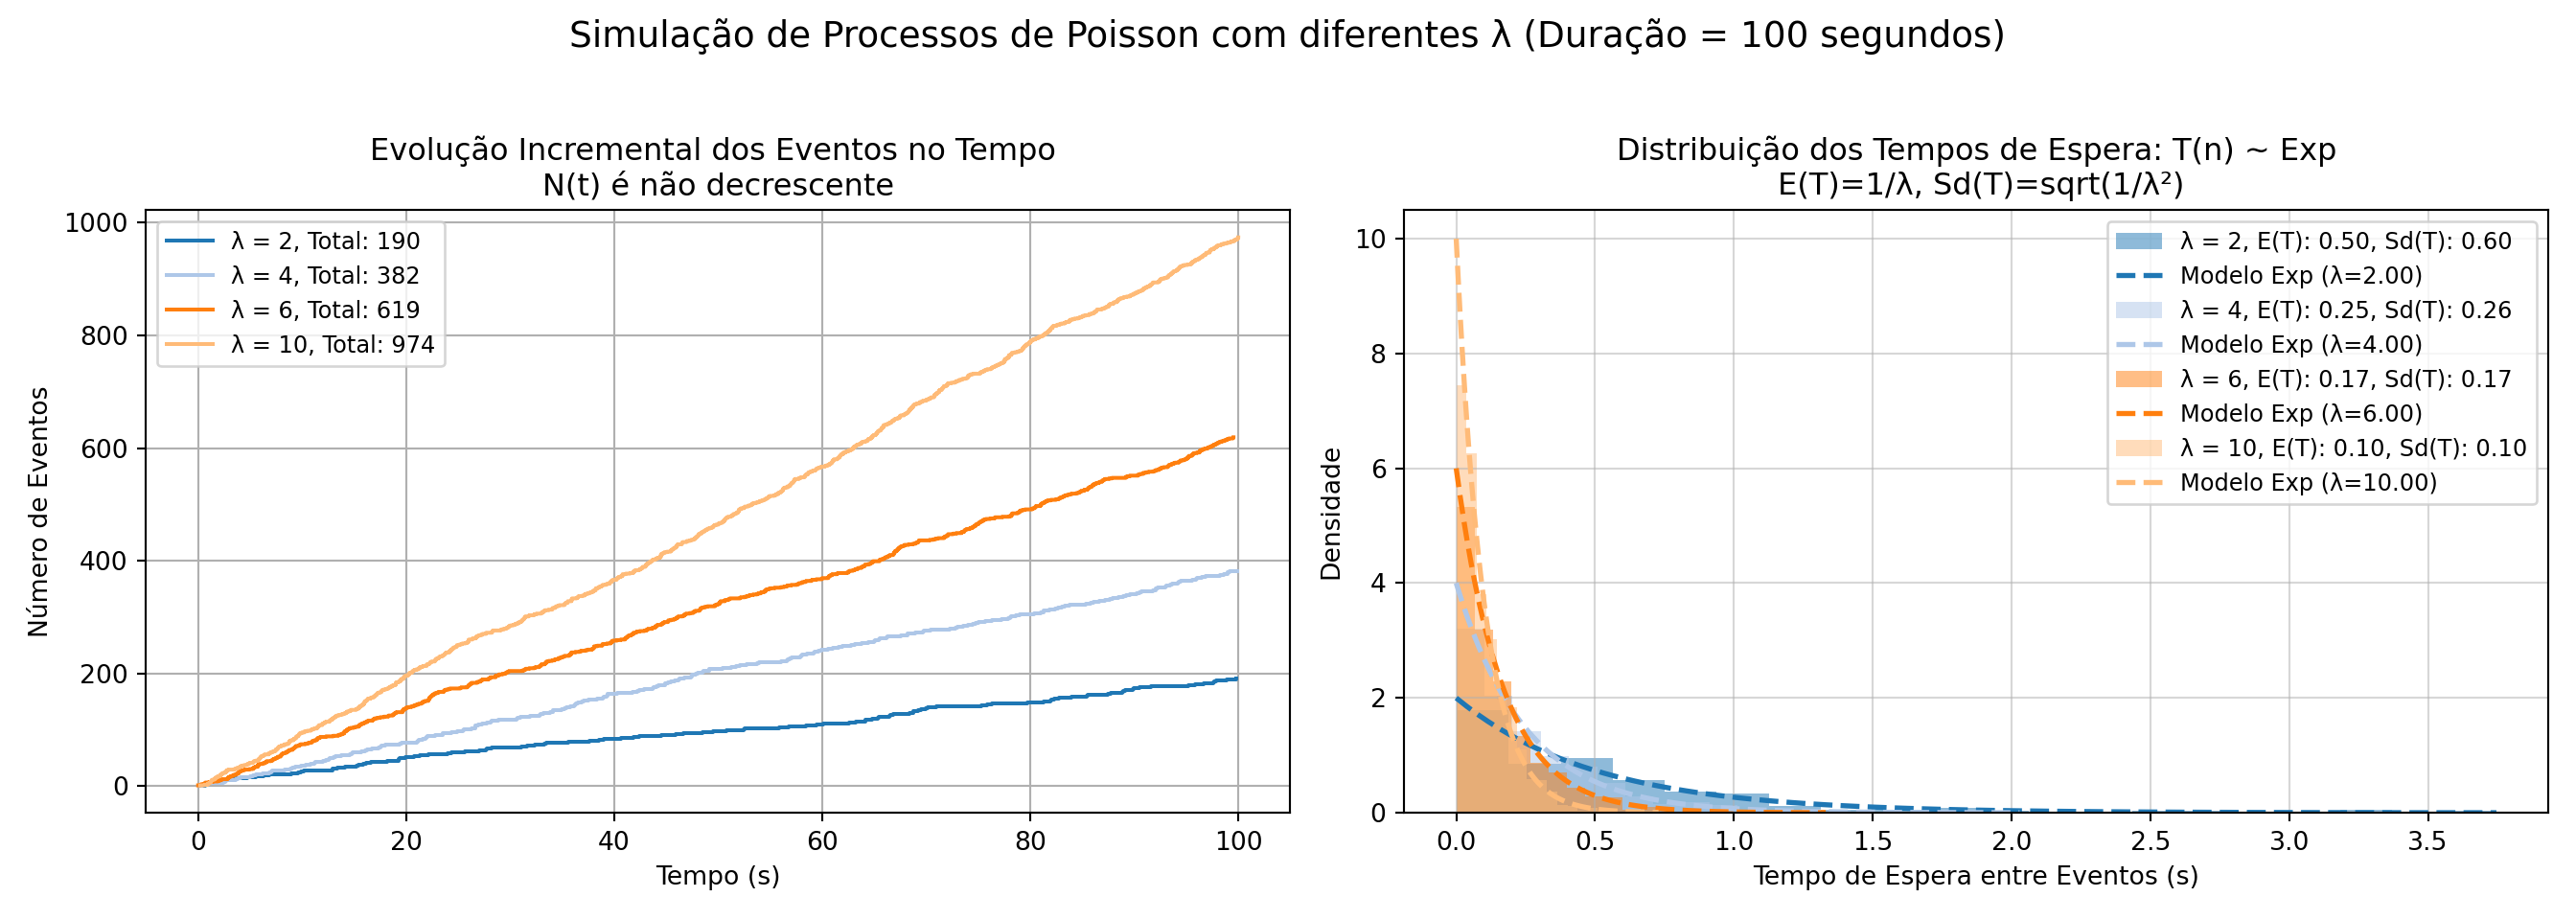 Simulação de Processos de Poisson com diferentes λ (Duração = 100 segundos)
Evolução Incremental dos Eventos no Tempo
N(t) é não decrescente
1000
800
600
400
200
0
Número de Eventos
λ = 2, Total: 190
λ = 4, Total: 382
λ = 6, Total: 619
λ = 10, Total: 974
0
20
40
60
80
100
Tempo (s)
Distribuição dos Tempos de Espera: T(n) ~ Exp
E(T)=1/λ, Sd(T)=sqrt(1/λ²)
10
8
6
4
2
0
Densidade
λ = 2, E(T): 0.50, Sd(T): 0.60
Modelo Exp (λ=2.00)
λ = 4, E(T): 0.25, Sd(T): 0.26
Modelo Exp (λ=4.00)
λ = 6, E(T): 0.17, Sd(T): 0.17
Modelo Exp (λ=6.00)
λ = 10, E(T): 0.10, Sd(T): 0.10
Modelo Exp (λ=10.00)
0.0
0.5
1.0
1.5
2.0
2.5
3.0
3.5
Tempo de Espera entre Eventos (s)